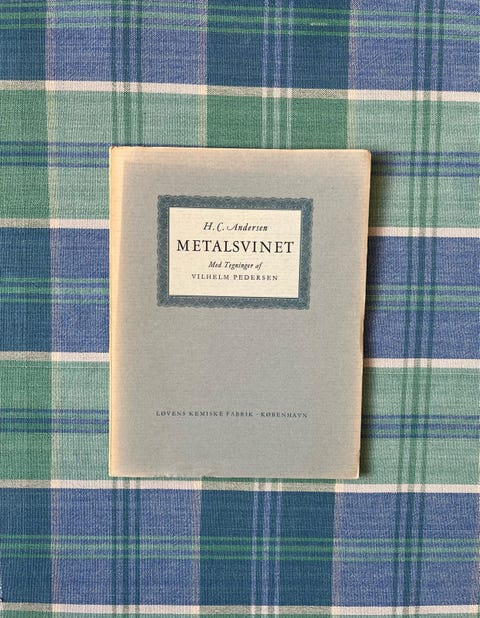 H. C. Andersen
METALSVINET
Med Tegninger af
VILHELM PEDERSEN
LØVENS KEMISKE FABRIK · KØBENHAVN